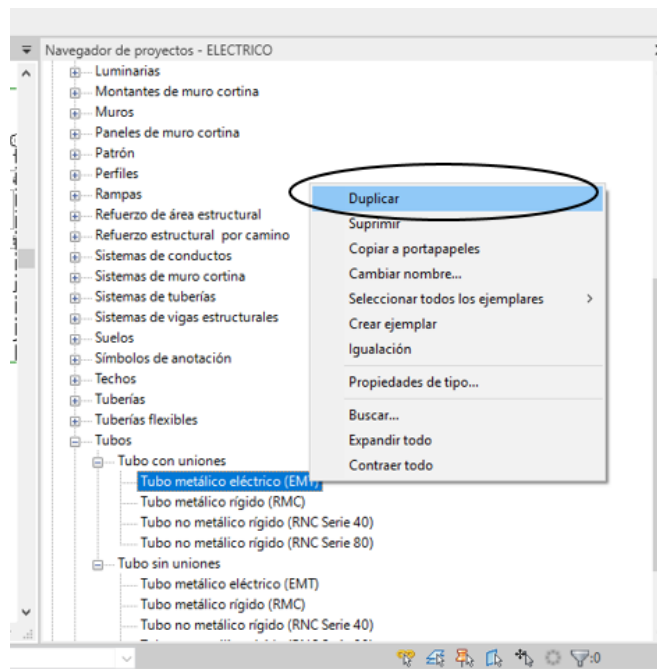 Navegador de proyectos - ELECTRICO
Luminarias
Montantes de muro cortina
Muros
Paneles de muro cortina
Patrón
Perfiles
Rampas
Refuerzo de área estructural
Refuerzo estructural por camino
Sistemas de conductos
Sistemas de muro cortina
Sistemas de tuberías
Sistemas de vigas estructurales
Suelos
Símbolos de anotación
Techos
Tuberías
Tuberías flexibles
Tubos
Tubo con uniones
Tubo metálico eléctrico (EMT)
Tubo metálico rígido (RMC)
Tubo no metálico rígido (RNC Serie 40)
Tubo no metálico rígido (RNC Serie 80)
Tubo sin uniones
Tubo metálico eléctrico (EMT)
Tubo metálico rígido (RMC)
Tubo no metálico rígido (RNC Serie 40)
Duplicar
Suprimir
Copiar a portapapeles
Cambiar nombre...
Seleccionar todos los ejemplares
Crear ejemplar
Igualación
Propiedades de tipo...
Buscar...
Expandir todo
Contraer todo
:0